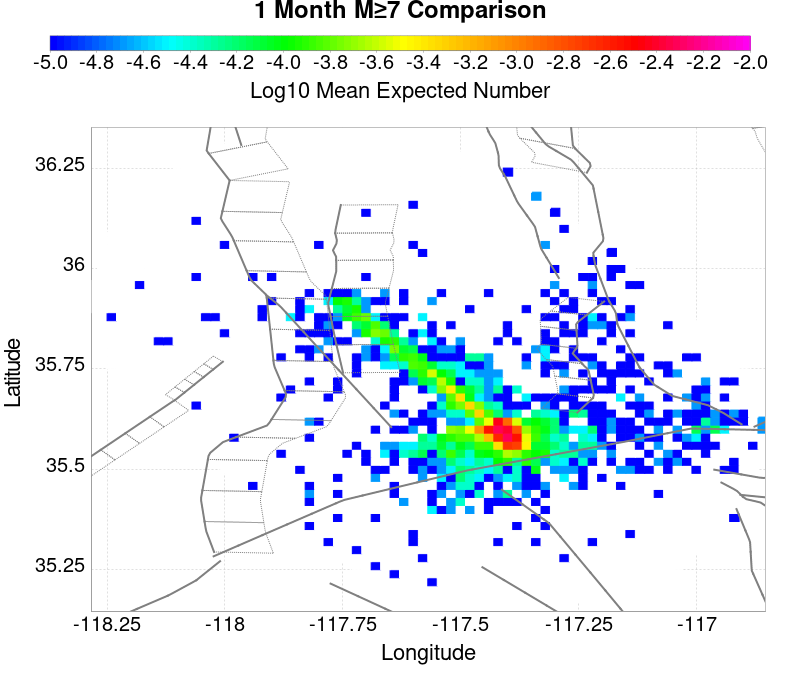 1 Month M≥7 Comparison
-5.0 -4.8 -4.6 -4.4 -4.2 -4.0 -3.8 -3.6 -3.4 -3.2 -3.0 -2.8 -2.6 -2.4 -2.2 -2.0
Log10 Mean Expected Number
36.25
36
35.75
35.5
35.25
Latitude
-118.25 -118 -117.75 -117.5 -117.25 -117
Longitude